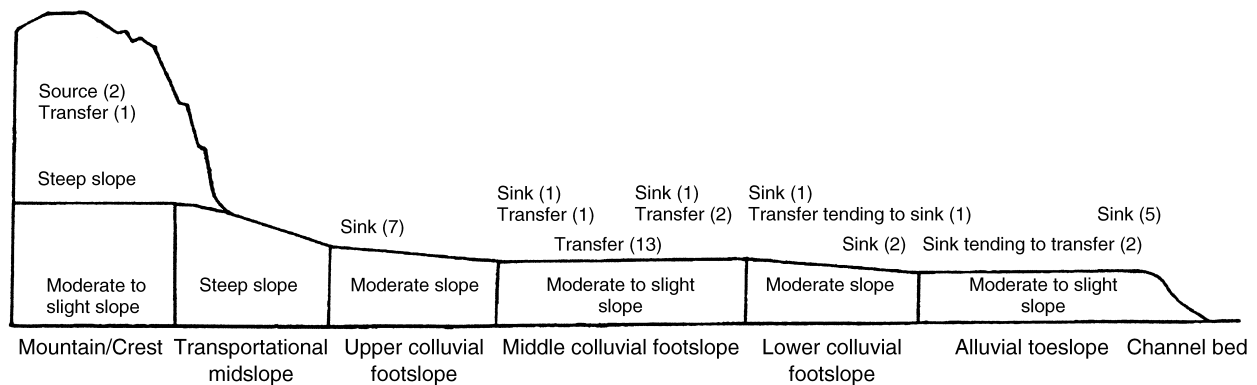 Source (2)
Transfer (1)
Steep slope
Sink (7)
Sink (1)
Transfer (1)
Sink (1)
Transfer (2)
Transfer (13)
Sink (1)
Transfer tending to sink (1)
Sink (2)
Sink (5)
Sink tending to transfer (2)
Moderate to
slight slope
Steep slope
Moderate slope
Moderate to slight
slope
Moderate slope
Moderate to slight
slope
Mountain/Crest
Transportational
midslope
Upper colluvial
footslope
Middle colluvial footslope
Lower colluvial
footslope
Alluvial toeslope
Channel bed